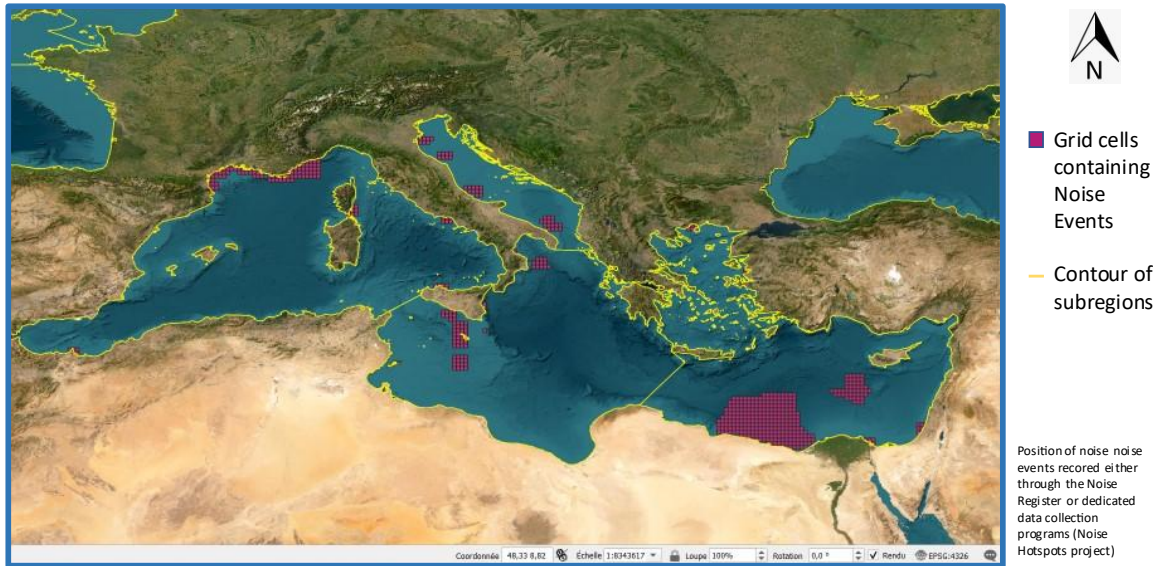 N
Grid cells
containing
Noise
Events
Contour of
subregions
Position of noise noise
events recored either
through the Noise
Register or dedicated
data collection
programs (Noise
Hotspots project)
Coordonnée 48,33 8,82 Échelle 1:8343617 Loupe 100% Rotation 0,0 ° Rendu EPSG:4326